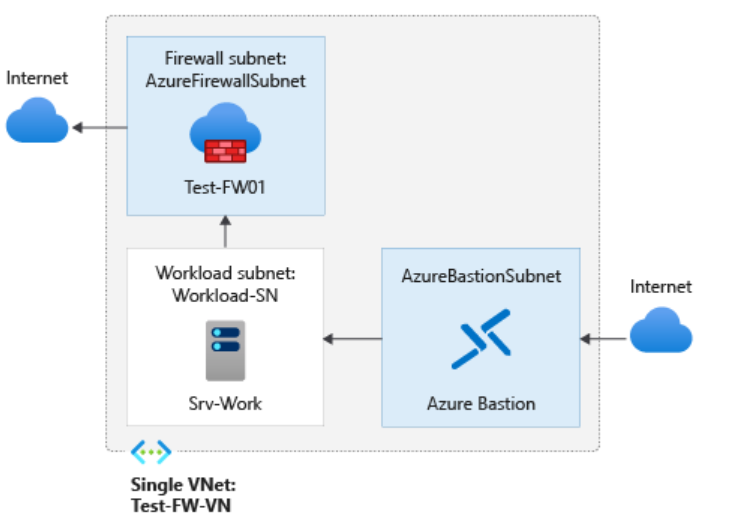 Firewall subnet:
AzureFirewallSubnet
Internet
Test-FW01
Workload subnet:
Workload-SN
Srv-Work
AzureBastionSubnet
Azure Bastion
Internet
Single VNet:
Test-FW-VN